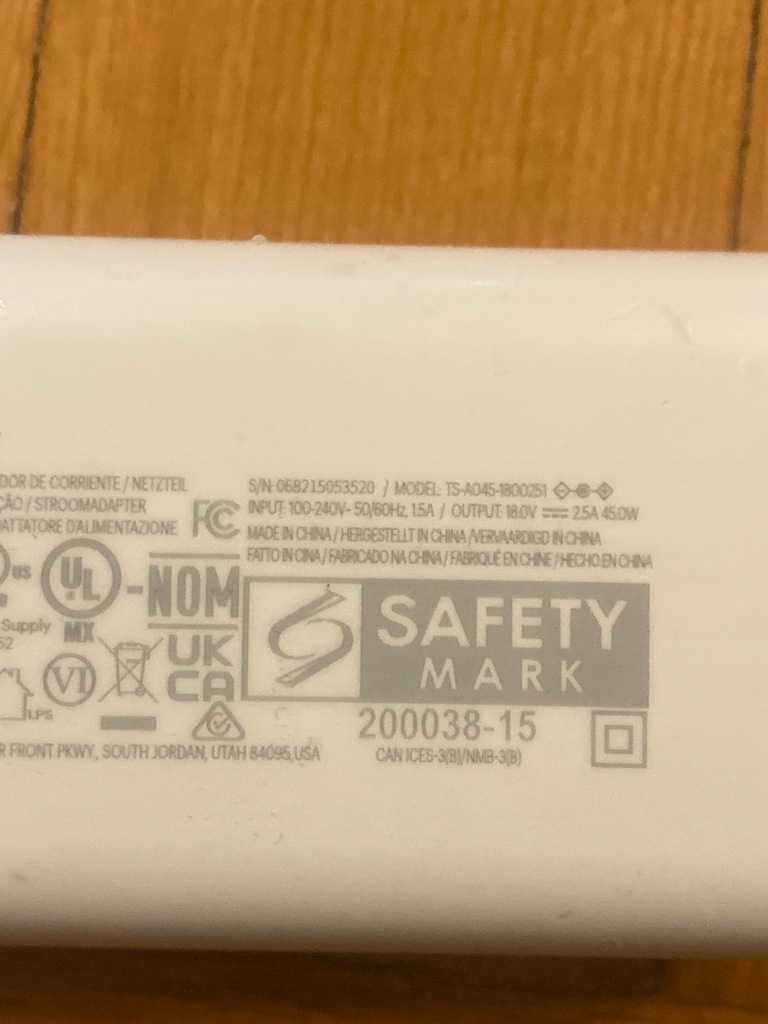 DOR DE CORRIENTE / NETZTEIL
ÇÃO / STROOMADAPTER
ATTATORE D'ALIMENTAZIONE
FC
S/N: 068215053520 / MODEL: TS-A045-1800251
INPUT: 100-240V~ 50/60Hz, 1.5A / OUTPUT: 18.0V 2.5A 45.0W
MADE IN CHINA / HERGESTELLT IN CHINA /VERVAARDIGD IN CHINA
FATTO IN CINA / FABRICADO NA CHINA / FABRIQUÉ EN CHINE / HECHO EN CHINA
US
UL
®
MX
-NOM
Supply
52
VI
LPS
UK
CA
SAFETY
MARK
200038-15
R FRONT PKWY., SOUTH JORDAN, UTAH 84095,USA
CAN ICES-3(B)/NMB-3(B)